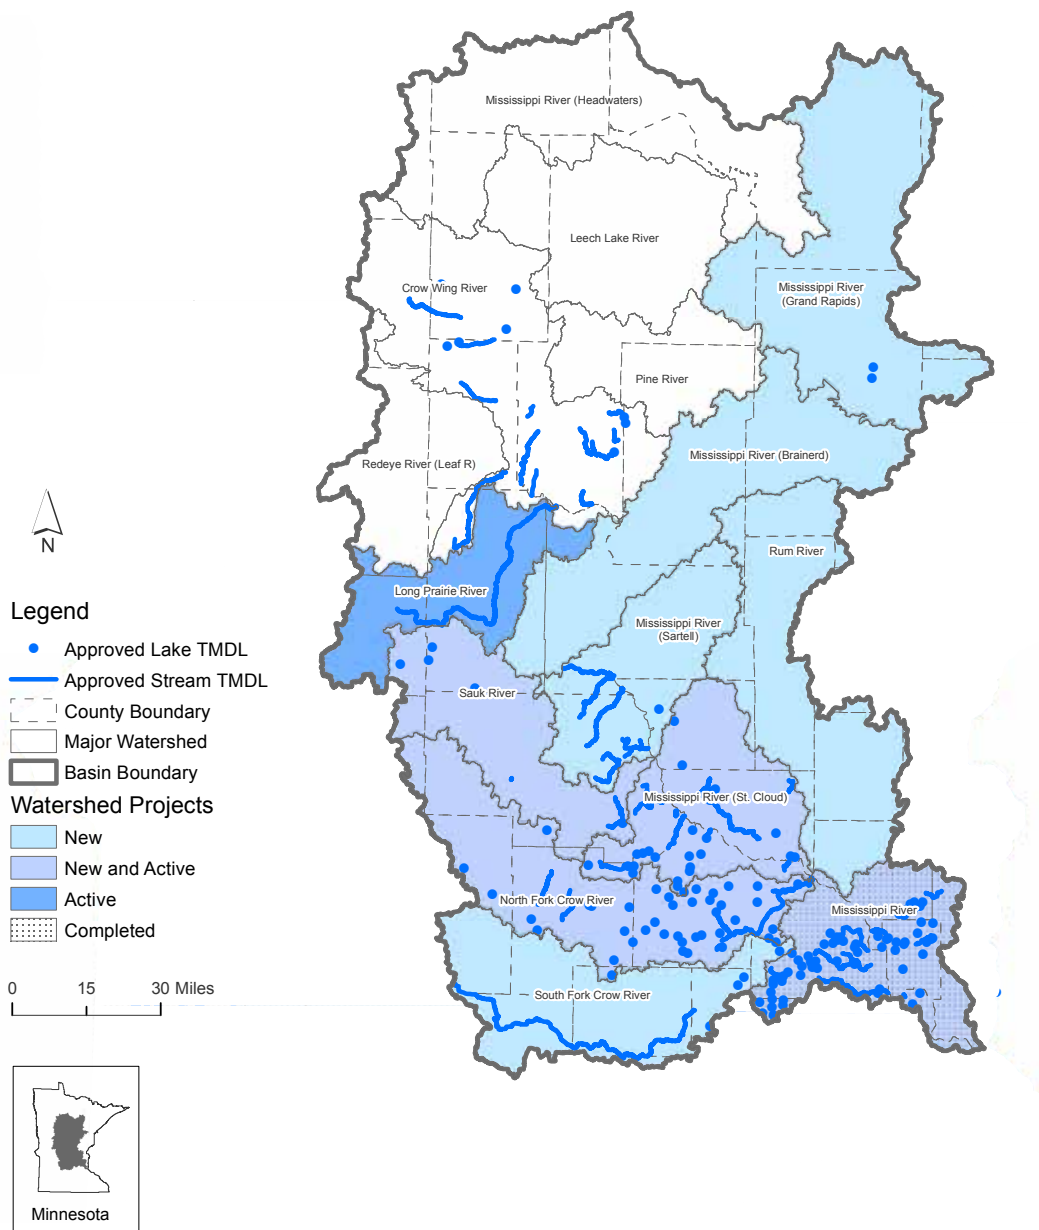 Mississippi River (Headwaters)
Leech Lake River
Crow Wing River
Mississippi River
(Grand Rapids)
Pine River
Mississippi River (Brainerd)
Redeye River (Leaf R)
N
Rum River
Long Prairie River
Mississippi River
(Sartell)
Sauk River
Mississippi River (St. Cloud)
North Fork Crow River
Mississippi River
South Fork Crow River
Legend
Approved Lake TMDL
Approved Stream TMDL
County Boundary
Major Watershed
Basin Boundary
Watershed Projects
New
New and Active
Active
Completed
0 15 30 Miles
Minnesota